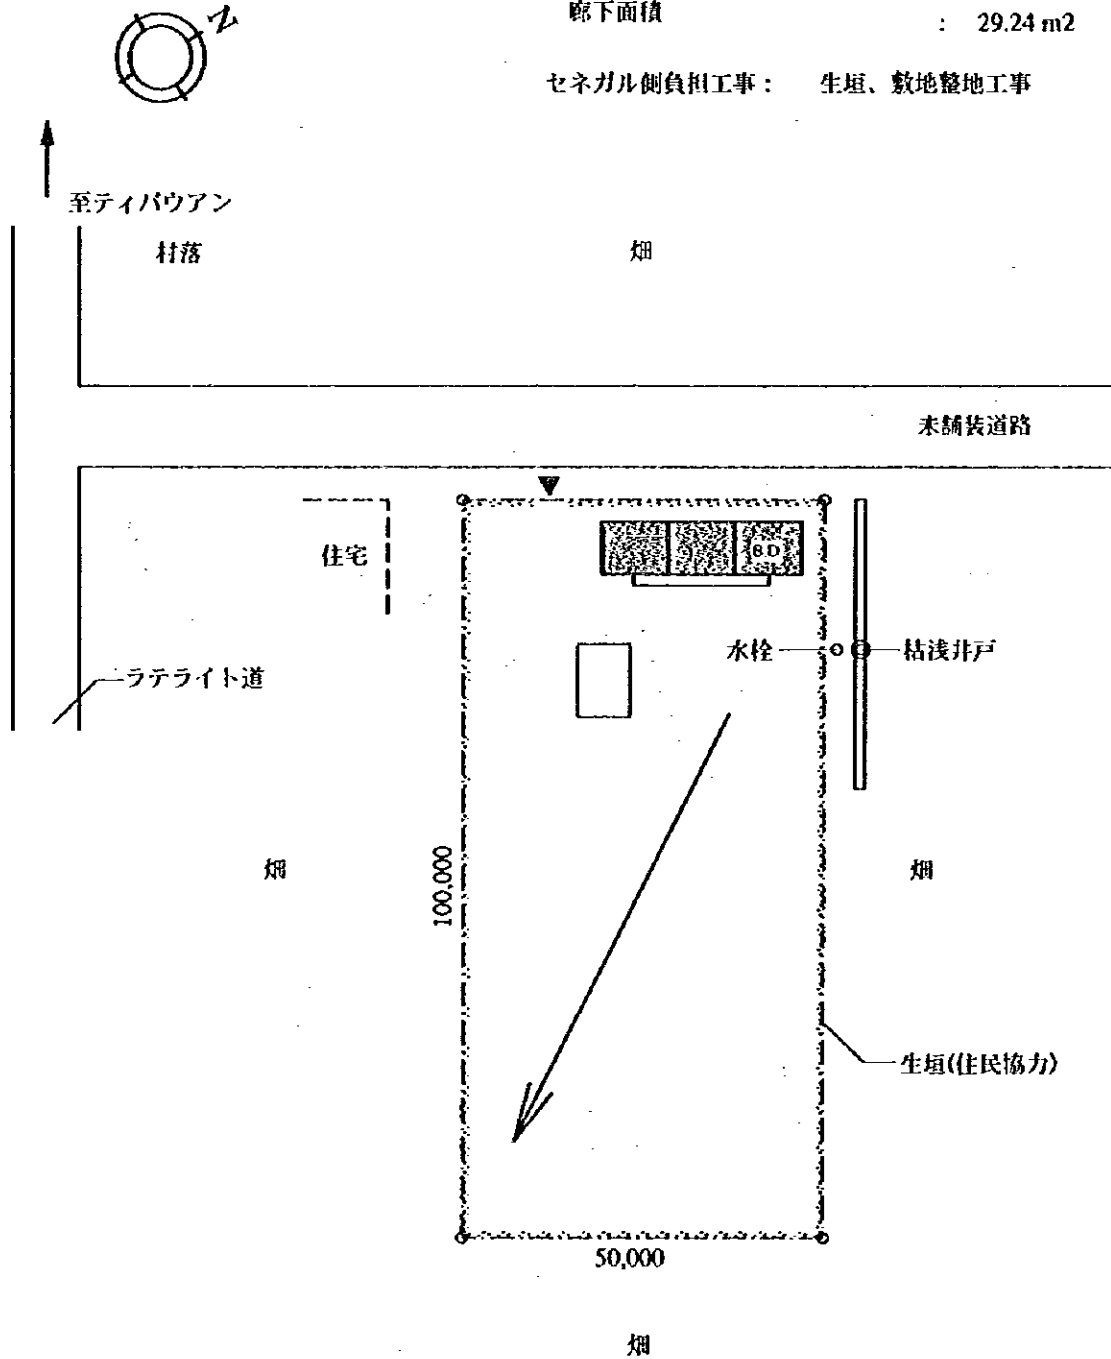 N
廊下面積 : 29.24 m2
セネガル側負担工事： 生垣、敷地整地工事
至ティバウアン
村落
畑
未舗装道路
住宅
BD
水栓
枯浅井戸
ラテライト道
畑
100,000
畑
生垣(住民協力)
50,000
畑